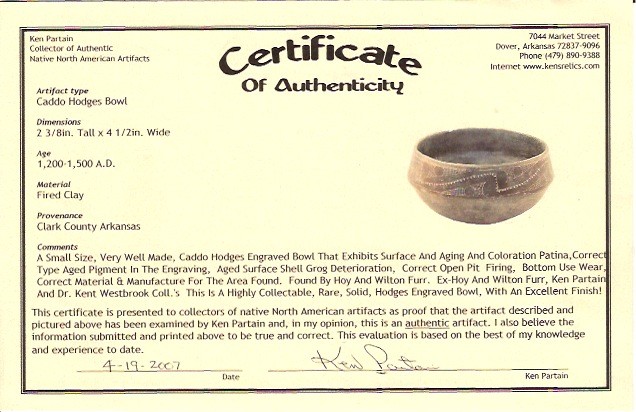 Ken Partain
Collector of Authentic
Native North American Artifacts
Certificate
Of Authenticity
7044 Market Street
Dover, Arkansas 72837-9096
Phone (479) 890-9388
Internet www.kensrelics.com
Artifact type
Caddo Hodges Bowl
Dimensions
2 3/8in. Tall x 4 1/2in. Wide
Age
1,200-1,500 A.D.
Material
Fired Clay
Provenance
Clark County Arkansas
Comments
A Small Size, Very Well Made, Caddo Hodges Engraved Bowl That Exhibits Surface And Aging And Coloration Patina,Correct
Type Aged Pigment In The Engraving, Aged Surface Shell Grog Deterioration, Correct Open Pit Firing, Bottom Use Wear,
Correct Material & Manufacture For The Area Found. Found By Hoy And Wilton Furr. Ex-Hoy And Wilton Furr, Ken Partain
And Dr. Kent Westbrook Coll.'s This Is A Highly Collectable, Rare, Solid, Hodges Engraved Bowl, With An Excellent Finish!
This certificate is presented to collectors of native North American artifacts as proof that the artifact described and
pictured above has been examined by Ken Partain and, in my opinion, this is an authentic artifact. I also believe the
information submitted and printed above to be true and correct. This evaluation is based on the best of my knowledge
and experience to date.
4-19-2007
Ken Partain
Date
Ken Partain